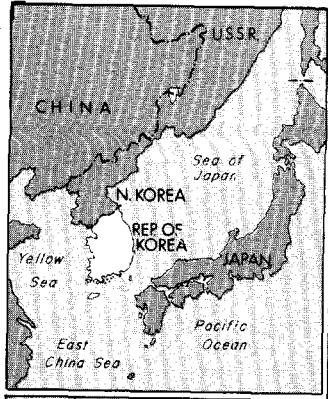 USSR
CHINA
Sea of
Japan
N. KOREA
REP OF
KOREA
JAPAN
Yellow
Sea
Pacific
Ocean
East
China Sea